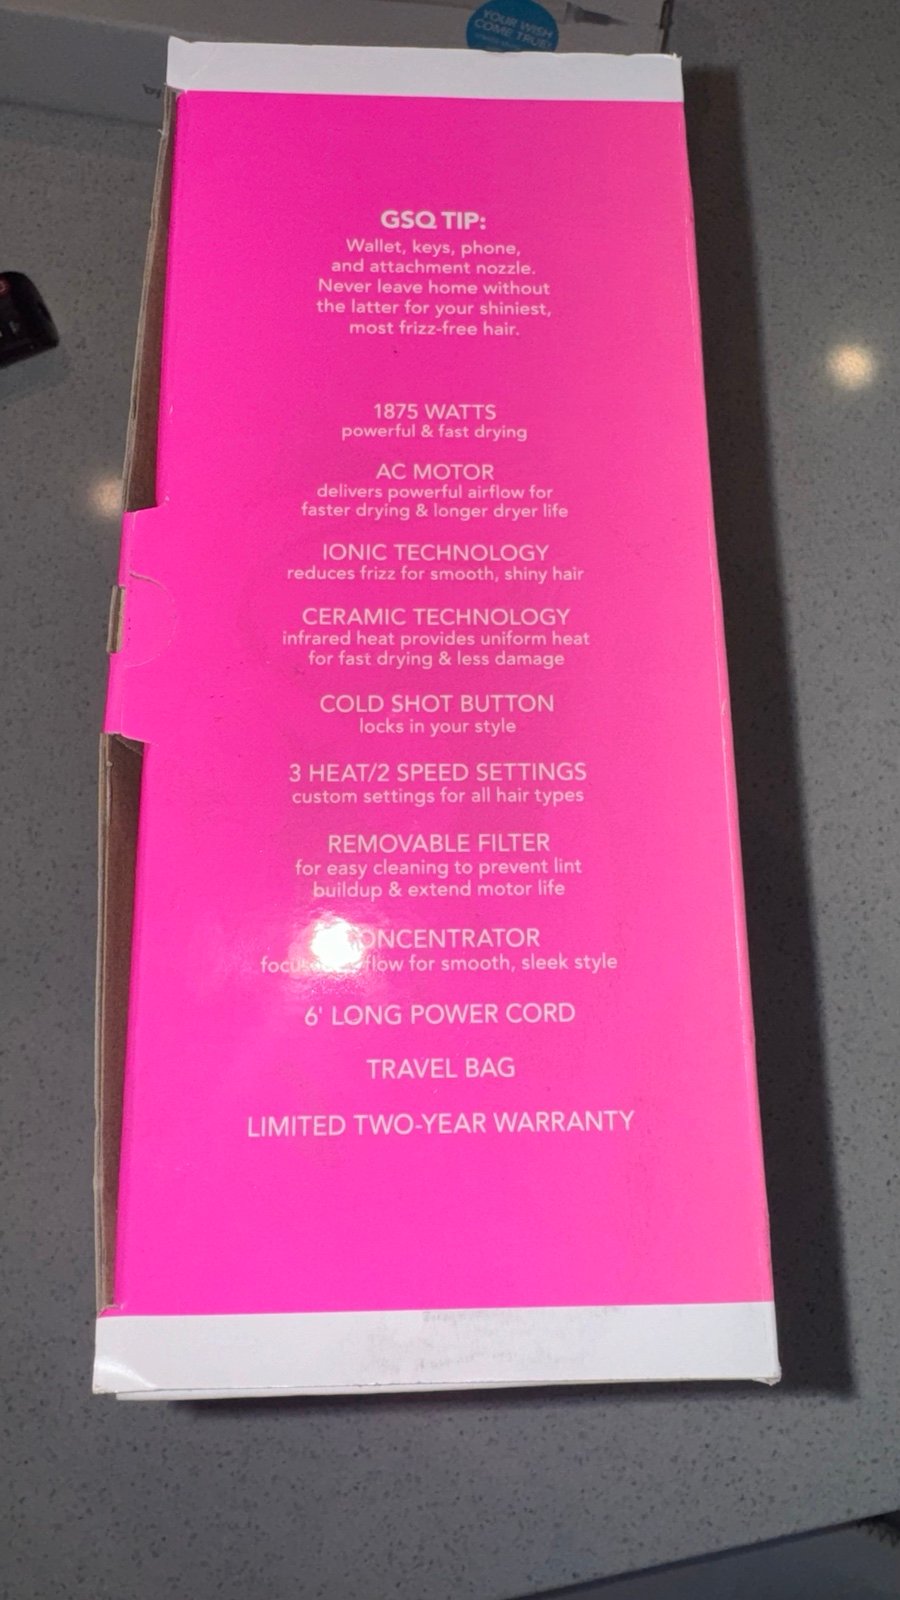 YOUR WISH
COME TRUE!
GSQ TIP:
Wallet, keys, phone,
and attachment nozzle.
Never leave home without
the latter for your shiniest,
most frizz-free hair.
1875 WATTS
powerful & fast drying
AC MOTOR
delivers powerful airflow for
faster drying & longer dryer life
IONIC TECHNOLOGY
reduces frizz for smooth, shiny hair
CERAMIC TECHNOLOGY
infrared heat provides uniform heat
for fast drying & less damage
COLD SHOT BUTTON
locks in your style
3 HEAT/2 SPEED SETTINGS
custom settings for all hair types
REMOVABLE FILTER
for easy cleaning to prevent lint
buildup & extend motor life
CONCENTRATOR
for smooth, sleek style
6' LONG POWER CORD
TRAVEL BAG
LIMITED TWO-YEAR WARRANTY